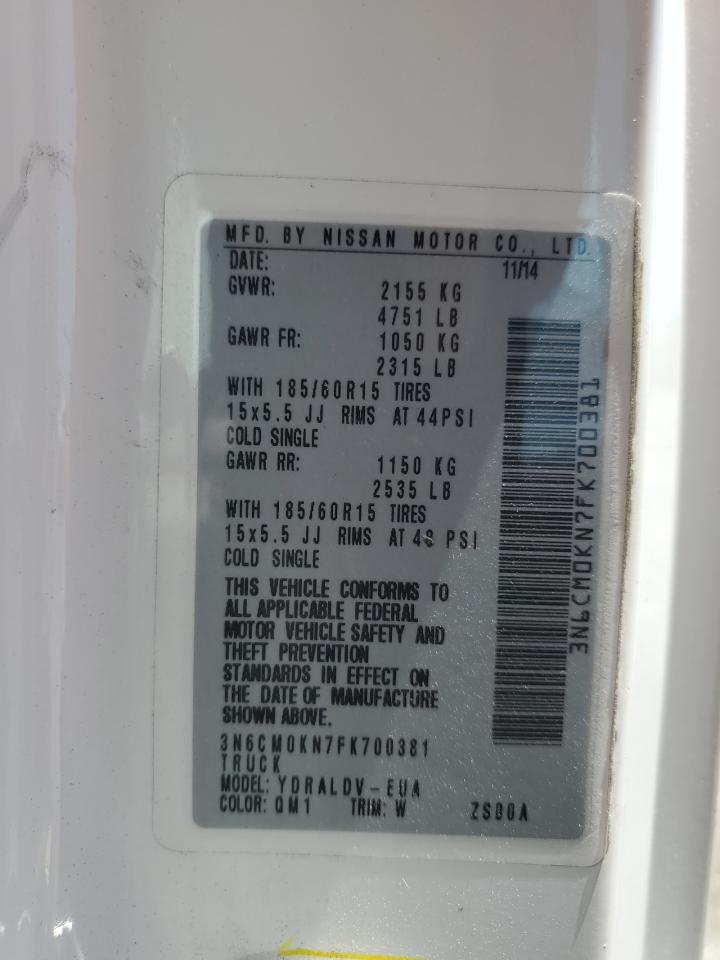 MFD. BY NISSAN MOTOR CO., LTD.
DATE: 11/14
GVWR: 2155 KG
4751 LB
GAWR FR: 1050 KG
2315 LB
WITH 185/60R15 TIRES
15x5.5 JJ RIMS AT 44PSI
COLD SINGLE
GAWR RR: 1150 KG
2535 LB
WITH 185/60R15 TIRES
15x5.5 JJ RIMS AT 48 PSI
COLD SINGLE
THIS VEHICLE CONFORMS TO
ALL APPLICABLE FEDERAL
MOTOR VEHICLE SAFETY AND
THEFT PREVENTION
STANDARDS IN EFFECT ON
THE DATE OF MANUFACTURE
SHOWN ABOVE.
3N6CM0KN7FK700381
TRUCK
MODEL: YDRALDV-EUA
COLOR: QM1 TRIM: W ZS00A
3N6CM0KN7FK700381